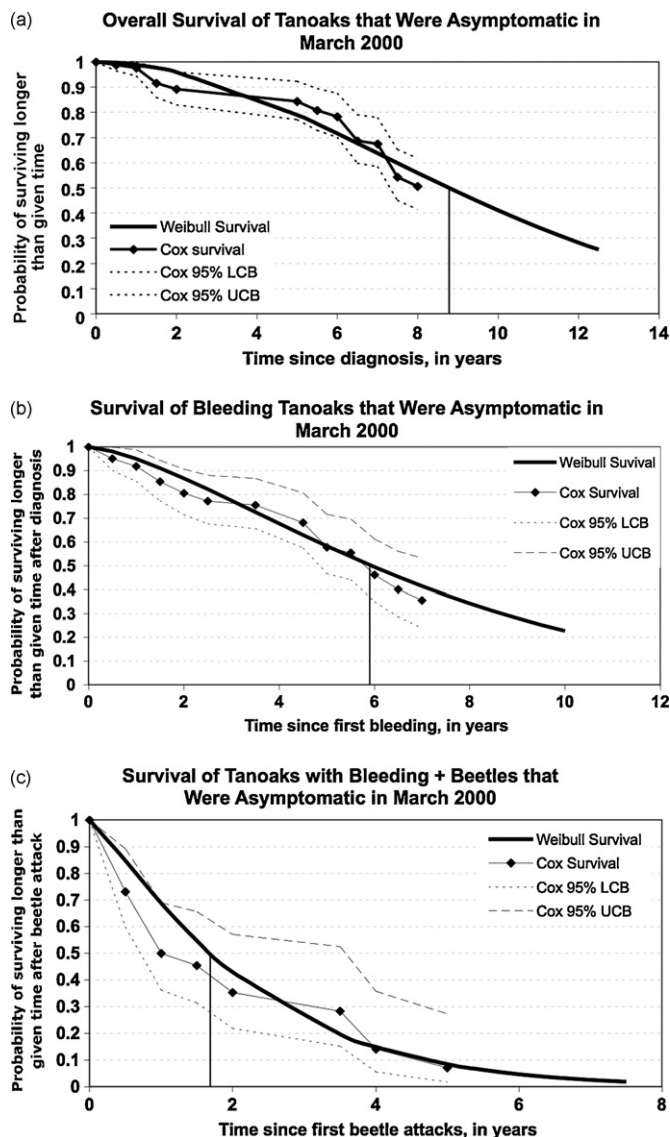 (a)
Overall Survival of Tanoaks that Were Asymptomatic in
March 2000
Probability of surviving longer
than given time
1
0.9
0.8
0.7
0.6
0.5
0.4
0.3
0.2
0.1
0
Weibull Survival
Cox survival
Cox 95% LCB
Cox 95% UCB
0 2 4 6 8 10 12 14
Time since diagnosis, in years
(b)
Survival of Bleeding Tanoaks that Were Asymptomatic in
March 2000
Probability of surviving longer
than given time after diagnosis
1
0.9
0.8
0.7
0.6
0.5
0.4
0.3
0.2
0.1
0
Weibull Suvival
Cox Survival
Cox 95% LCB
Cox 95% UCB
0 2 4 6 8 10 12
Time since first bleeding, in years
(c)
Survival of Tanoaks with Bleeding + Beetles that
Were Asymptomatic in March 2000
Probability of surviving longer than
given time after beetle attack
1
0.9
0.8
0.7
0.6
0.5
0.4
0.3
0.2
0.1
0
Weibull Survival
Cox Survival
Cox 95% LCB
Cox 95% UCB
0 2 4 6 8
Time since first beetle attacks, in years